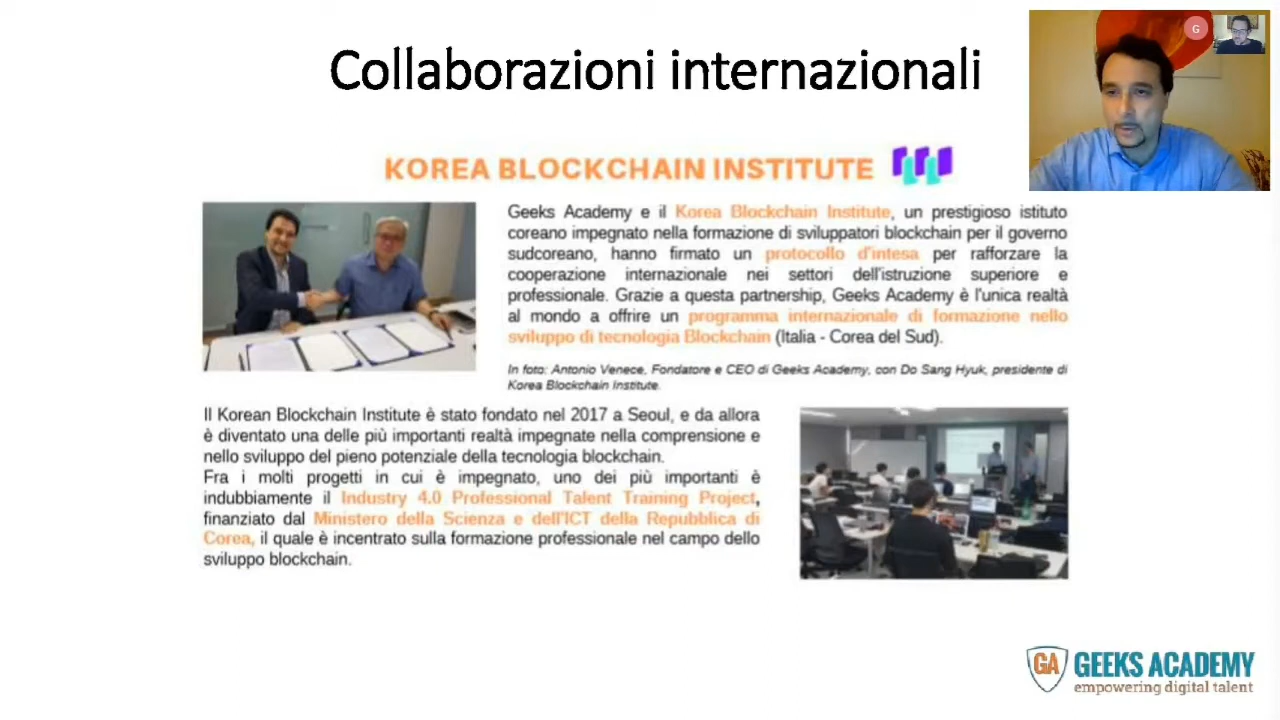 Collaborazioni internazionali
G
KOREA BLOCKCHAIN INSTITUTE
Geeks Academy e il Korea Blockchain Institute, un prestigioso istituto
coreano impegnato nella formazione di sviluppatori blockchain per il governo
sudcoreano, hanno firmato un protocollo d'intesa per rafforzare la
cooperazione internazionale nei settori dell'istruzione superiore e
professionale. Grazie a questa partnership, Geeks Academy è l'unica realtà
al mondo a offrire un programma internazionale di formazione nello
sviluppo di tecnologia Blockchain (Italia - Corea del Sud).
In foto: Antonio Venece, Fondatore e CEO di Geeks Academy, con Do Sang Hyuk, presidente di
Korea Blockchain Institute.
Il Korean Blockchain Institute è stato fondato nel 2017 a Seoul, e da allora
è diventato una delle più importanti realtà impegnate nella comprensione e
nello sviluppo del pieno potenziale della tecnologia blockchain.
Fra i molti progetti in cui è impegnato, uno dei più importanti è
indubbiamente il Industry 4.0 Professional Talent Training Project,
finanziato dal Ministero della Scienza e dell'ICT della Repubblica di
Corea, il quale è incentrato sulla formazione professionale nel campo dello
sviluppo blockchain.
GA GEEKS ACADEMY
empowering digital talent